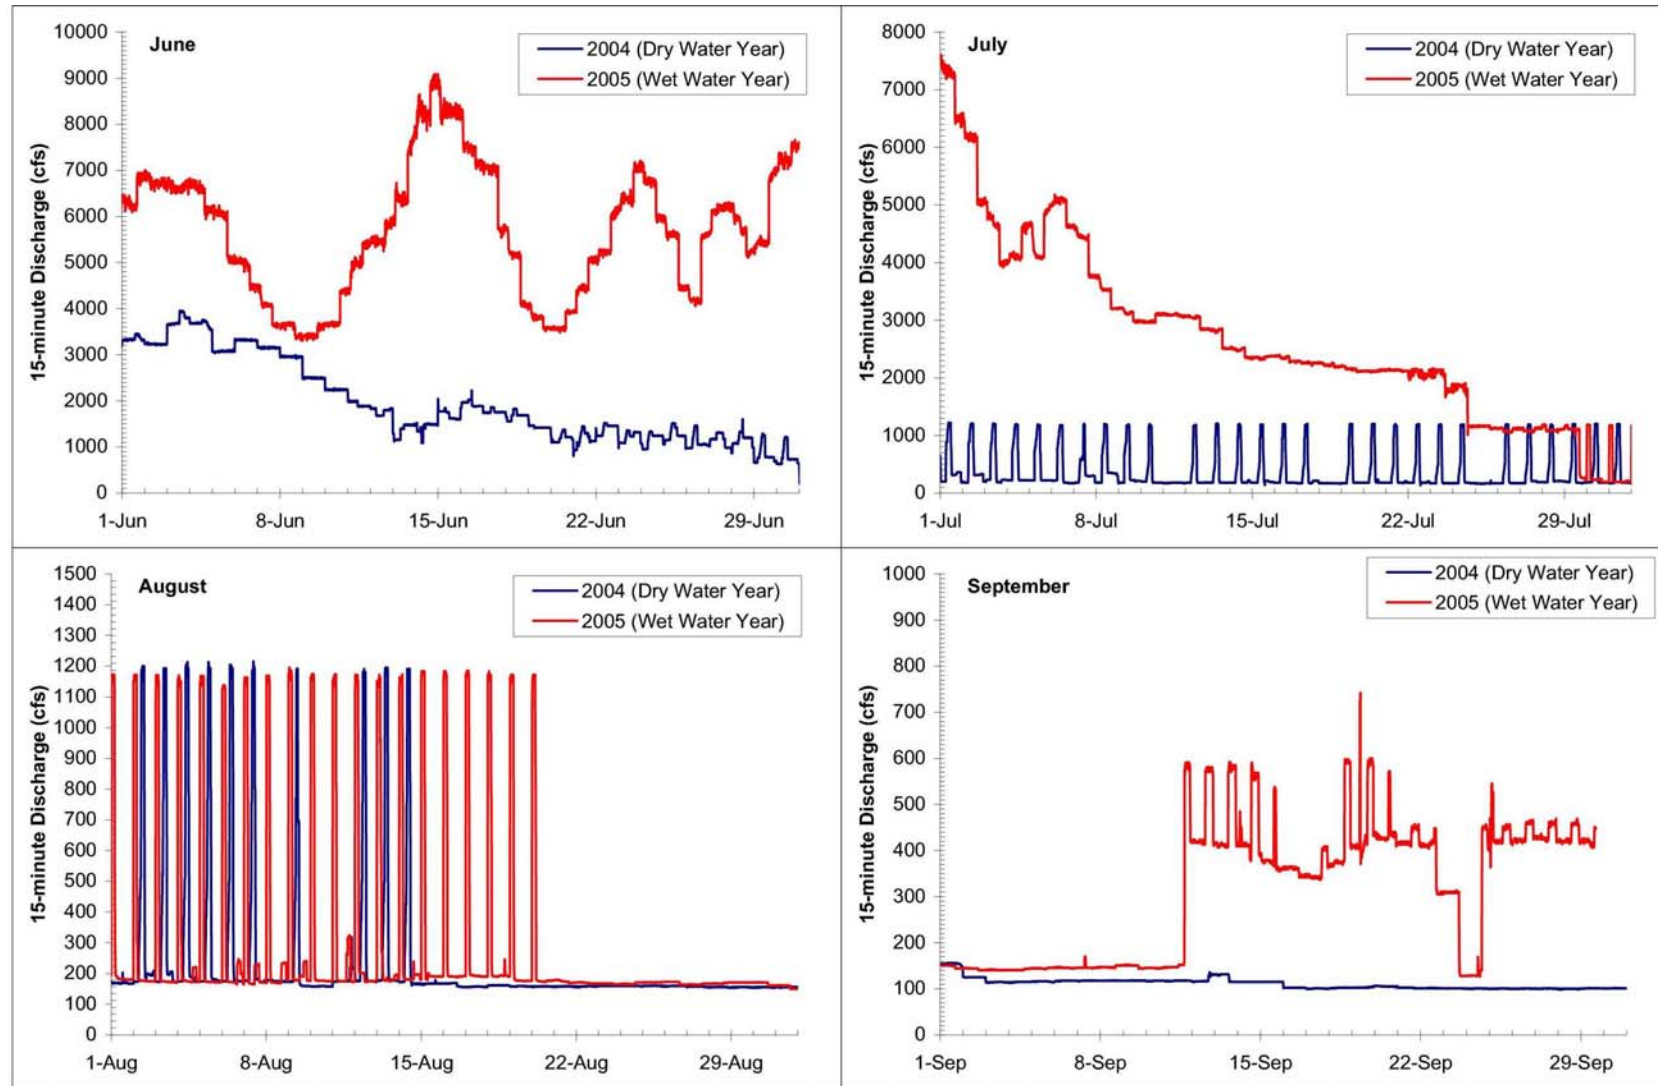 June
2004 (Dry Water Year)
2005 (Wet Water Year)
15-minute Discharge (cfs)
10000
9000
8000
7000
6000
5000
4000
3000
2000
1000
0
1-Jun
8-Jun
15-Jun
22-Jun
29-Jun
July
2004 (Dry Water Year)
2005 (Wet Water Year)
15-minute Discharge (cfs)
8000
7000
6000
5000
4000
3000
2000
1000
0
1-Jul
8-Jul
15-Jul
22-Jul
29-Jul
August
2004 (Dry Water Year)
2005 (Wet Water Year)
15-minute Discharge (cfs)
1500
1400
1300
1200
1100
1000
900
800
700
600
500
400
300
200
100
0
1-Aug
8-Aug
15-Aug
22-Aug
29-Aug
September
2004 (Dry Water Year)
2005 (Wet Water Year)
15-minute Discharge (cfs)
1000
900
800
700
600
500
400
300
200
100
0
1-Sep
8-Sep
15-Sep
22-Sep
29-Sep